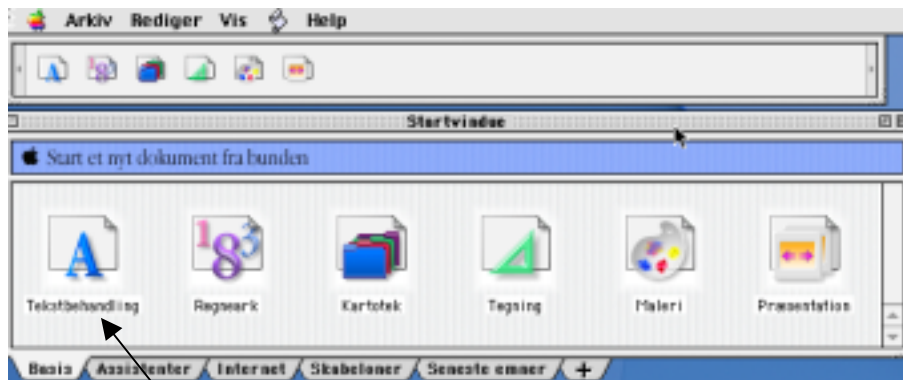 Arkiv Rediger Vis Help
Startvindue
Start et nyt dokument fra bunden
Tekstbehandling Regneark Kartotek Tegning Maleri Præsentation
Basis Assistenter Internet Skabeloner Seneste emner +